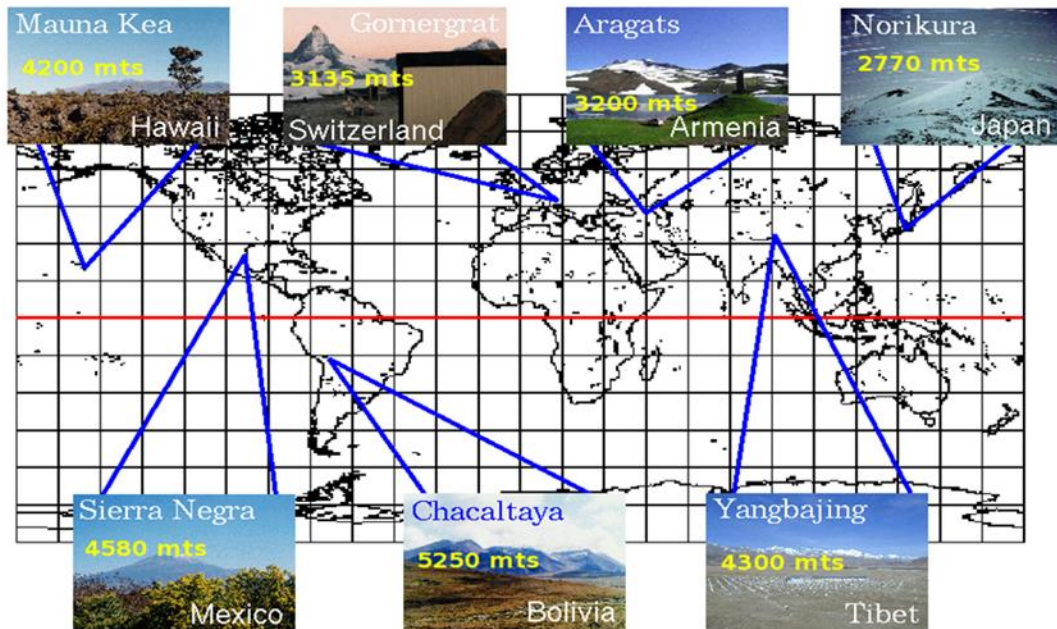 Mauna Kea
4200 mts
Hawaii
Gornergrat
3135 mts
Switzerland
Aragats
3200 mts
Armenia
Norikura
2770 mts
Japan
Sierra Negra
4580 mts
Mexico
Chacaltaya
5250 mts
Bolivia
Yangbajing
4300 mts
Tibet